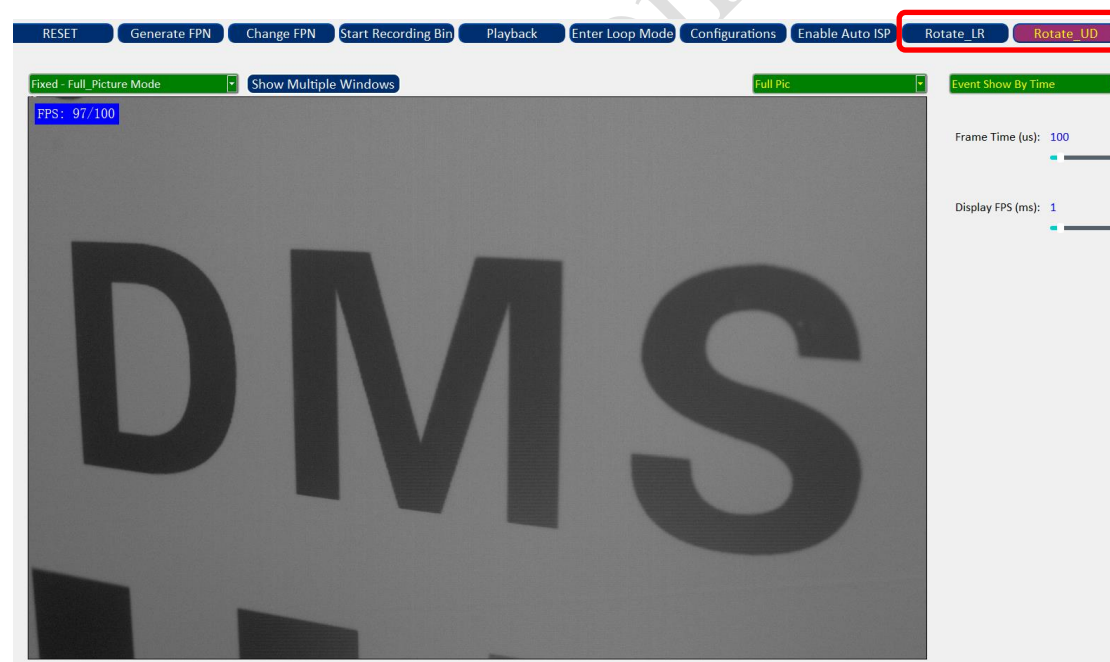 RESET Generate FPN Change FPN Start Recording Bin Playback Enter Loop Mode Configurations Enable Auto ISP Rotate_LR Rotate_UD
Fixed - Full_Picture Mode Show Multiple Windows Full Pic Event Show By Time
FPS: 97/100
Frame Time (us): 100
Display FPS (ms): 1
DMS